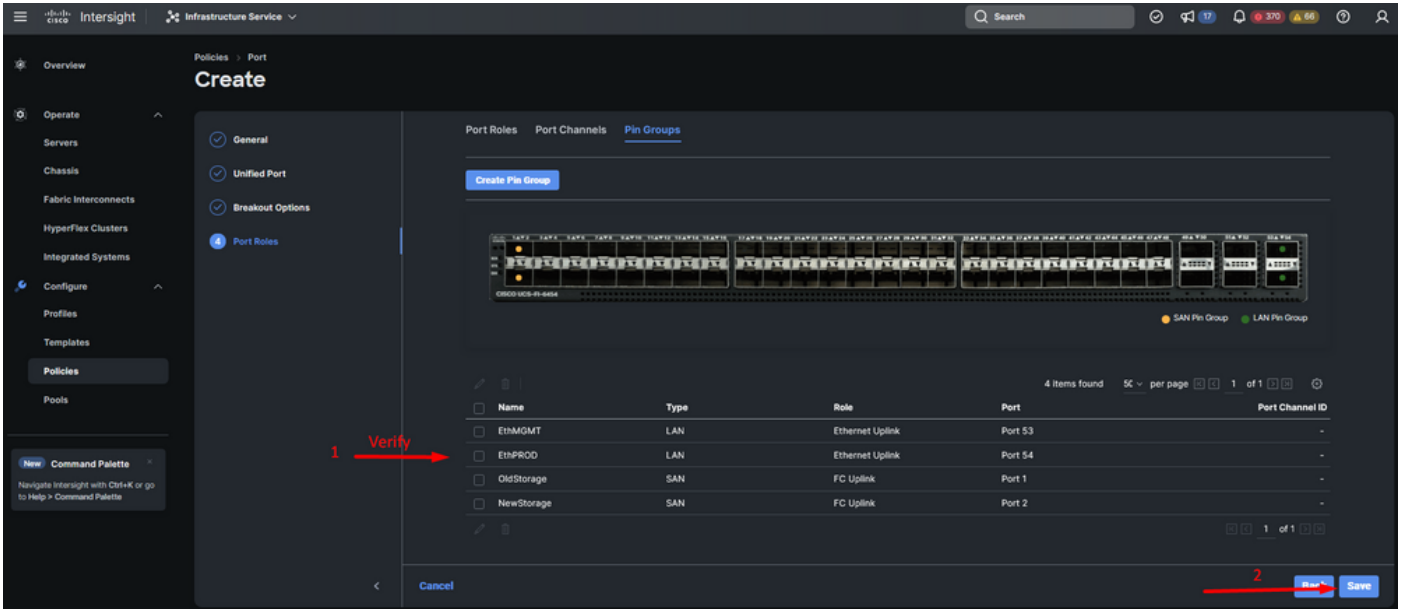 cisco Intersight Infrastructure Service Search 17 370 66
Policies > Port
Create
Overview
Operate
Servers
Chassis
Fabric Interconnects
HyperFlex Clusters
Integrated Systems
Configure
Profiles
Templates
Policies
Pools
New Command Palette
Navigate Intersight with Ctrl+K or go
to Help > Command Palette
General
Unified Port
Breakout Options
4 Port Roles
Port Roles Port Channels Pin Groups
Create Pin Group
CISCO UCS-FI-6454
SAN Pin Group LAN Pin Group
4 items found per page 1 of 1
Name Type Role Port Port Channel ID
EthMGMT LAN Ethernet Uplink Port 53 -
1 Verify
EthPROD LAN Ethernet Uplink Port 54 -
OldStorage SAN FC Uplink Port 1 -
NewStorage SAN FC Uplink Port 2 -
1 of 1
Cancel
2
Back Save